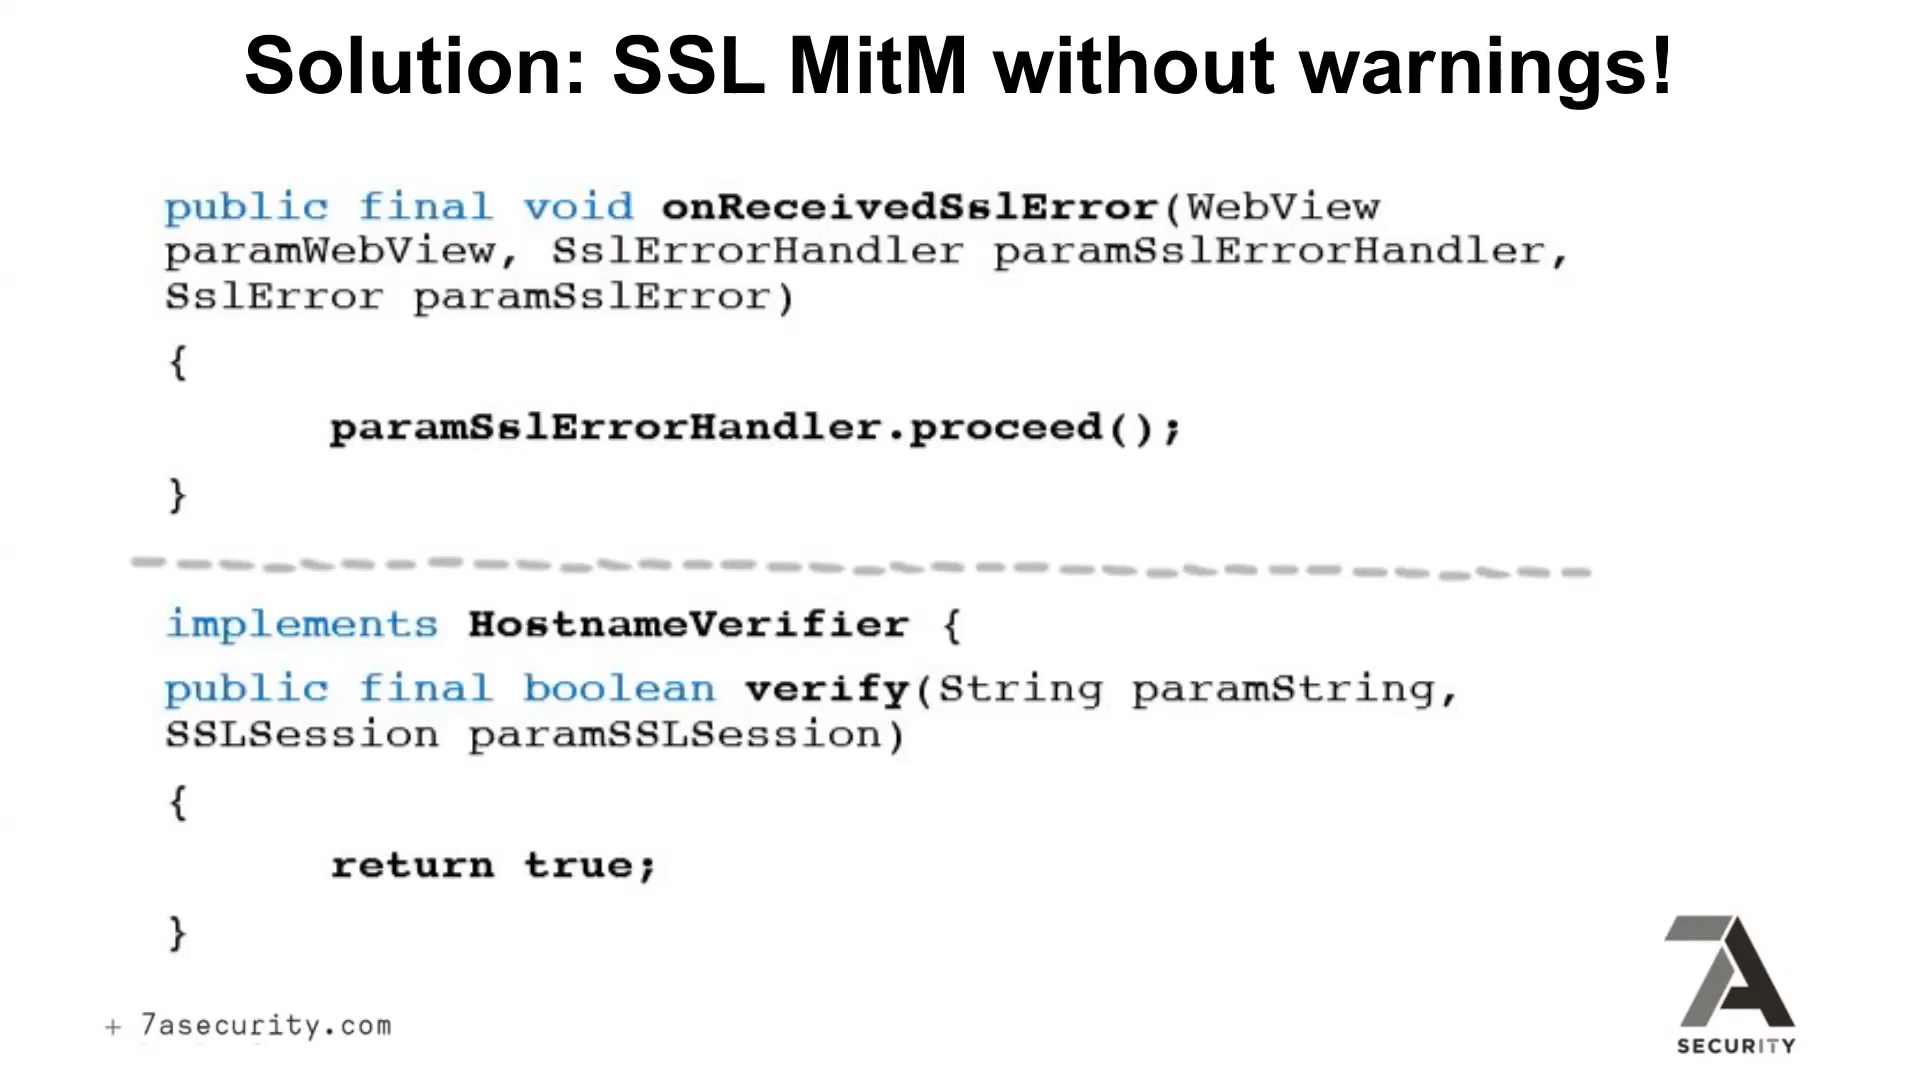 Solution: SSL MitM without warnings!
public final void onReceivedSslError(WebView
paramWebView, SslErrorHandler paramSslErrorHandler,
SslError paramSslError)
{
paramSslErrorHandler.proceed();
}
implements HostnameVerifier {
public final boolean verify(String paramString,
SSLSession paramSSLSession)
{
return true;
}
+ 7asecurity.com
7A
SECURITY